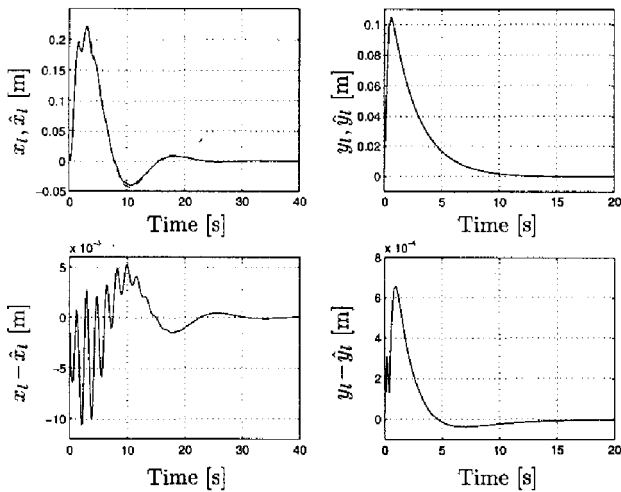 x_l, x̂_l [m]
0.2
0.15
0.1
0.05
0
−0.05
0 10 20 30 40
Time [s]
y_l, ŷ_l [m]
0.1
0.08
0.06
0.04
0.02
0
0 5 10 15 20
Time [s]
x 10⁻³
x_l − x̂_l [m]
5
0
−5
−10
0 10 20 30 40
Time [s]
x 10⁻⁴
y_l − ŷ_l [m]
8
6
4
2
0
0 5 10 15 20
Time [s]